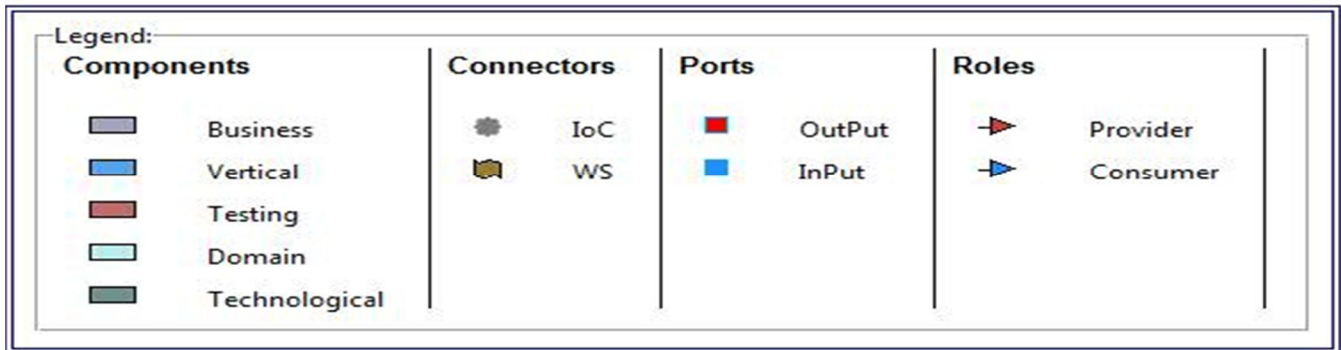 Legend:
Components Connectors Ports Roles
Business IoC OutPut Provider
Vertical WS InPut Consumer
Testing
Domain
Technological